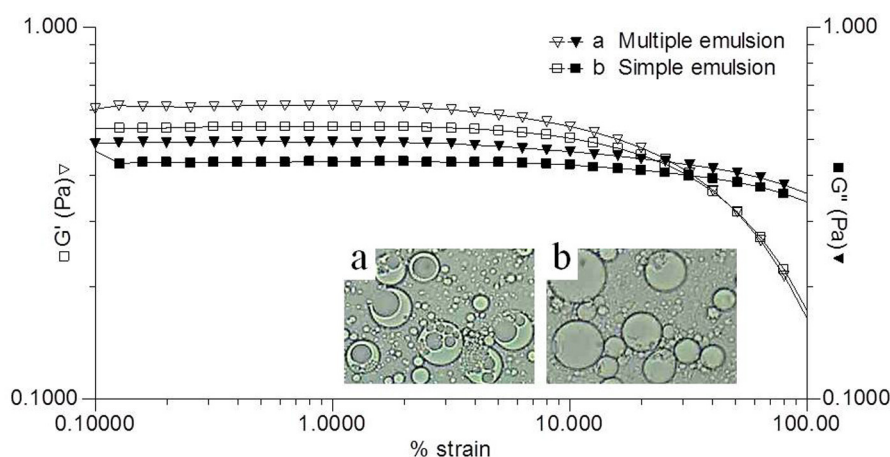 1.000
1.000
a Multiple emulsion
b Simple emulsion
□ G' (Pa) ▽
■ G'' (Pa) ▼
a
b
0.1000
0.1000
0.10000
1.0000
10.000
100.00
% strain